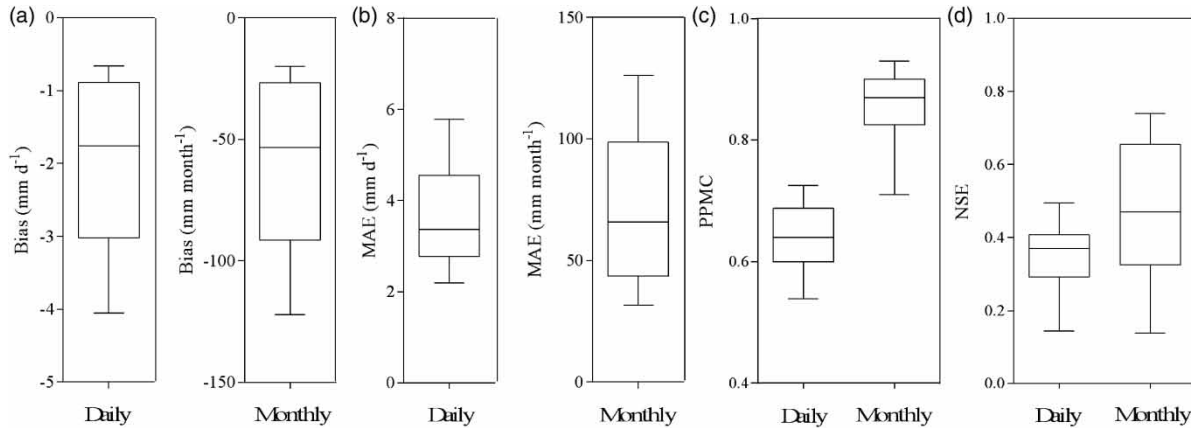 (a)
Bias (mm d⁻¹)
0
-1
-2
-3
-4
-5
Daily
Bias (mm month⁻¹)
0
-50
-100
-150
Monthly
(b)
MAE (mm d⁻¹)
8
6
4
2
0
Daily
MAE (mm month⁻¹)
150
100
50
0
Monthly
(c)
PPMC
1.0
0.8
0.6
0.4
Daily Monthly
(d)
NSE
1.0
0.8
0.6
0.4
0.2
0.0
Daily Monthly